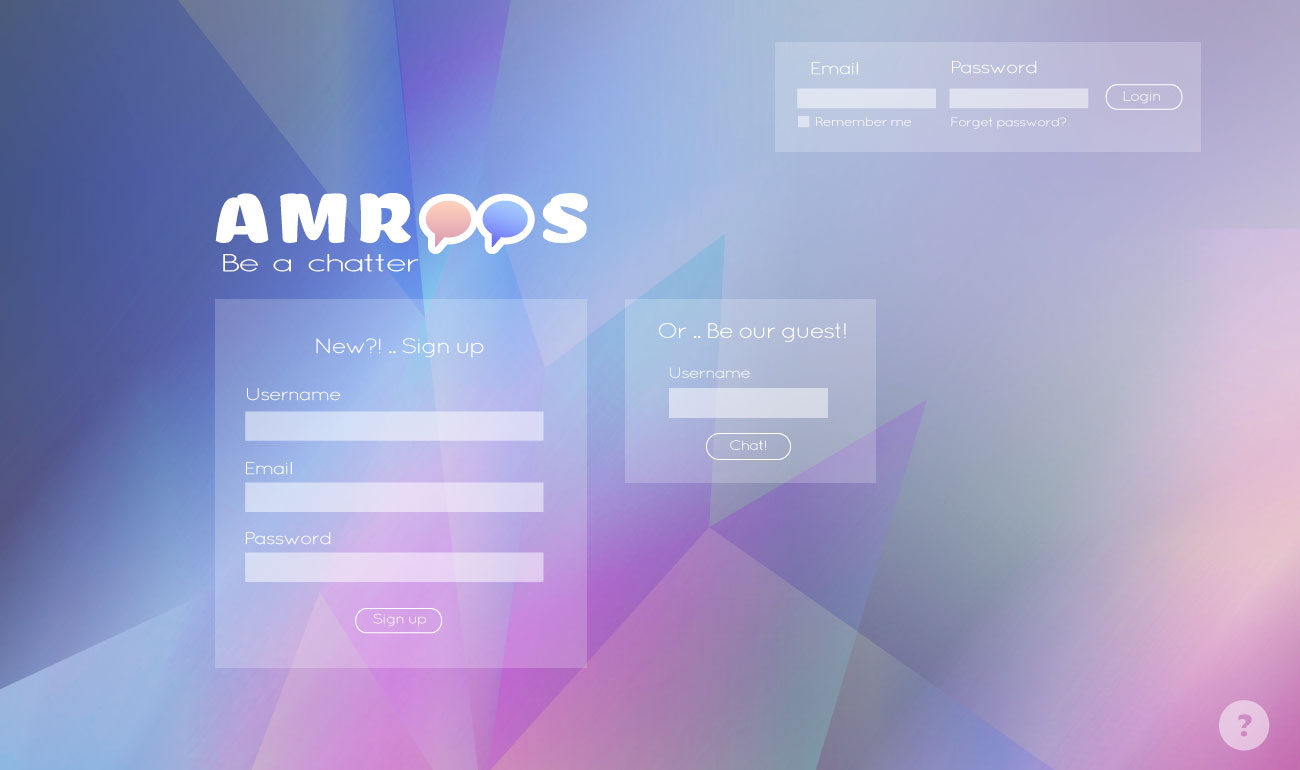 Email Password
Login
Remember me Forget password?
AMROOS
Be a chatter
New?! .. Sign up
Username
Email
Password
Sign up
Or .. Be our guest!
Username
Chat!
?